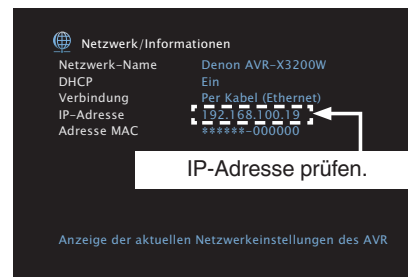 Netzwerk/Informationen
Netzwerk-Name Denon AVR-X3200W
DHCP Ein
Verbindung Per Kabel (Ethernet)
IP-Adresse 192.168.100.19
Adresse MAC ******-000000
IP-Adresse prüfen.
Anzeige der aktuellen Netzwerkeinstellungen des AVR